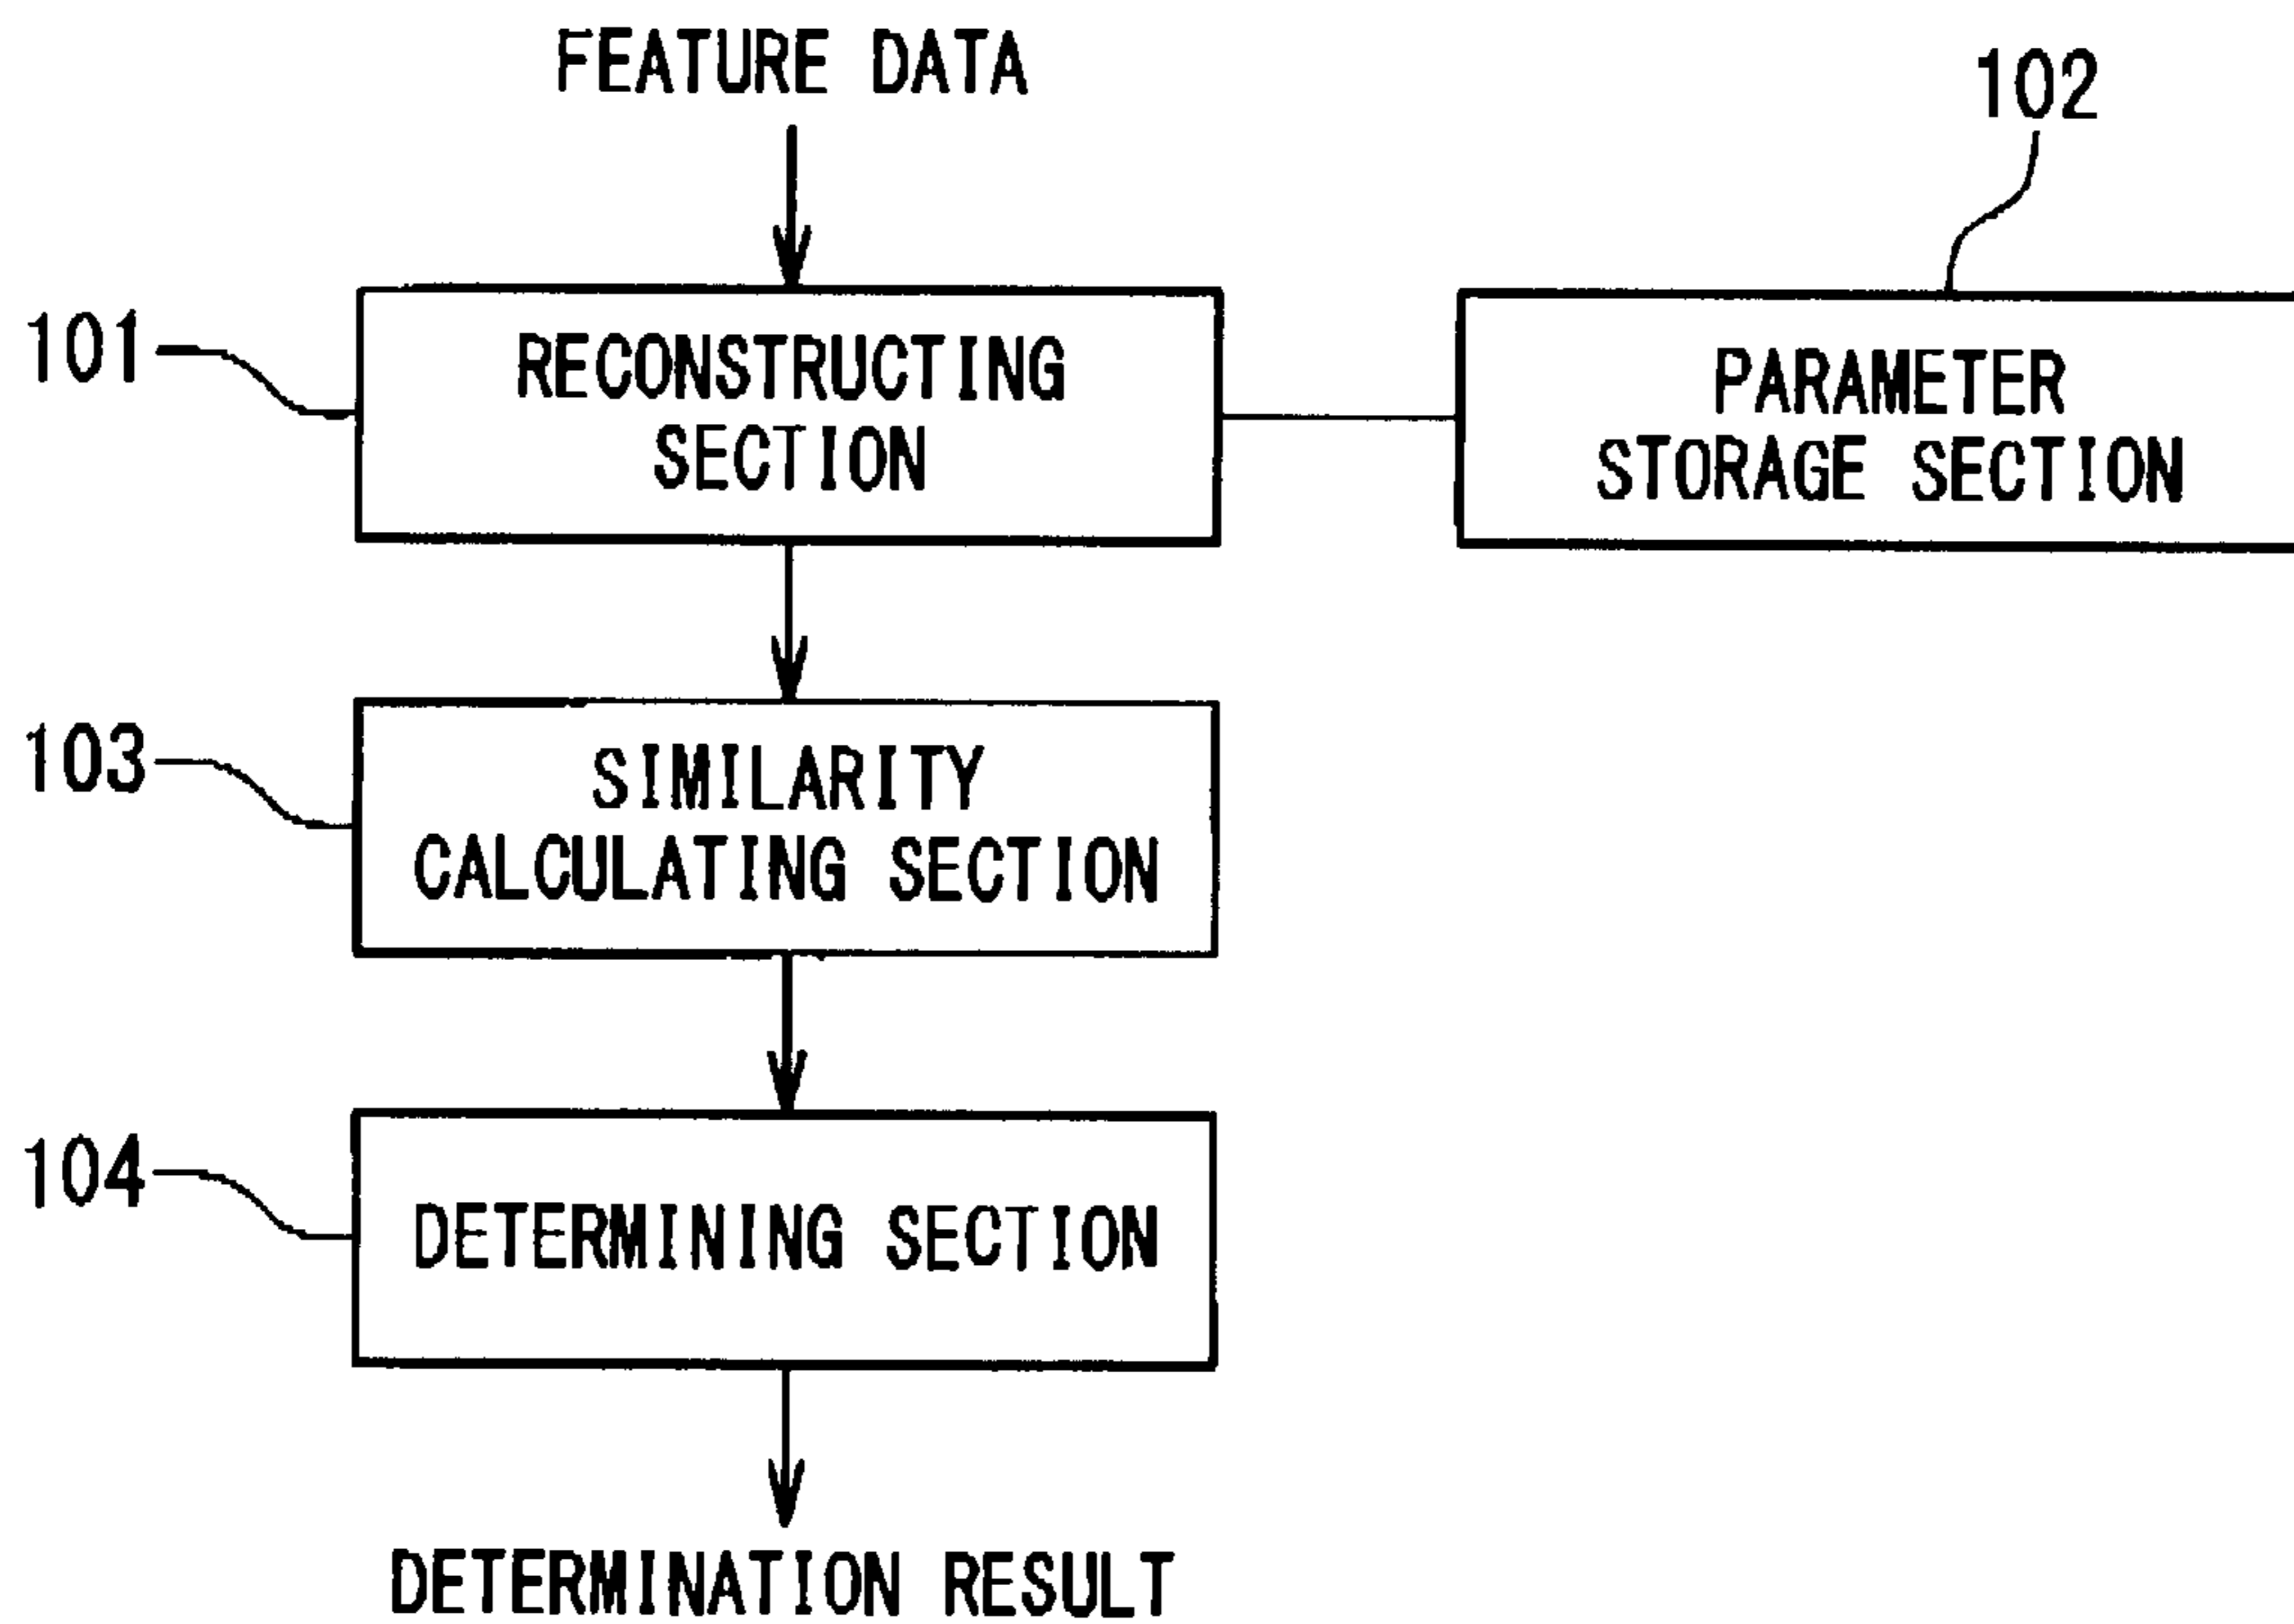 FEATURE DATA
102
101
RECONSTRUCTING
SECTION
PARAMETER
STORAGE SECTION
103
SIMILARITY
CALCULATING SECTION
104
DETERMINING SECTION
DETERMINATION RESULT